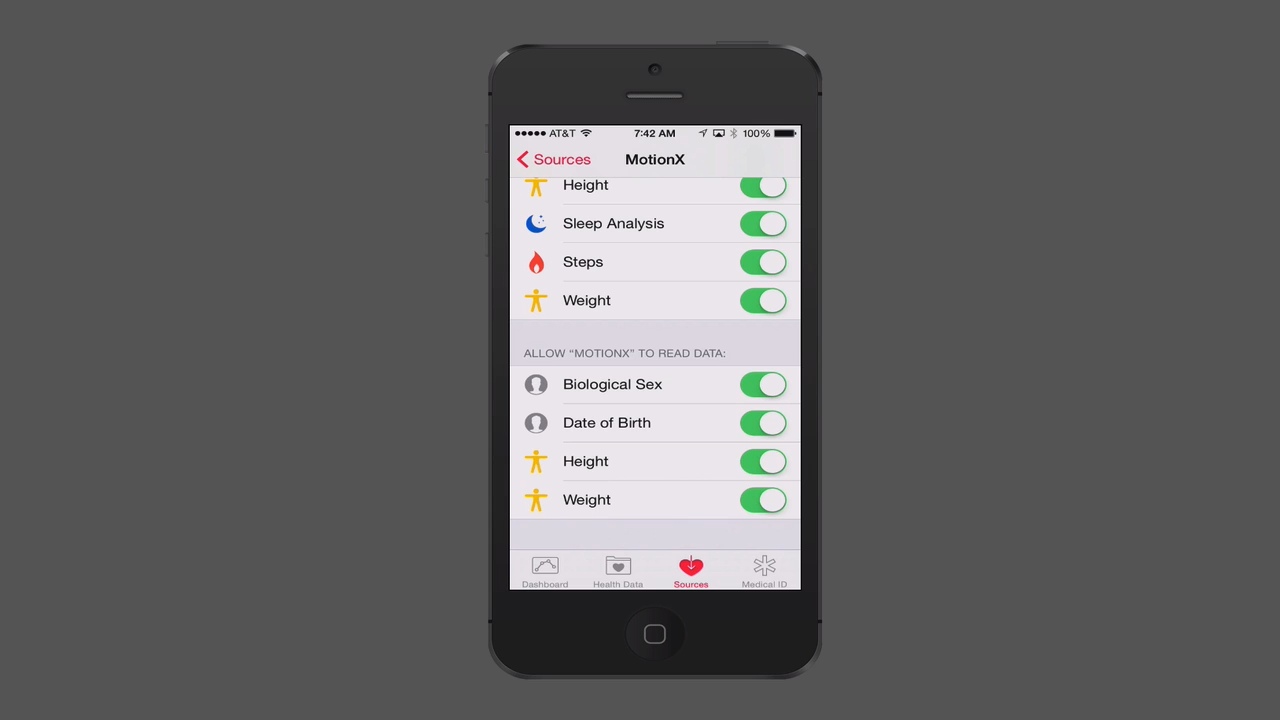 AT&T 7:42 AM 100%
Sources MotionX
Height
Sleep Analysis
Steps
Weight
ALLOW “MOTIONX” TO READ DATA:
Biological Sex
Date of Birth
Height
Weight
Dashboard Health Data Sources Medical ID